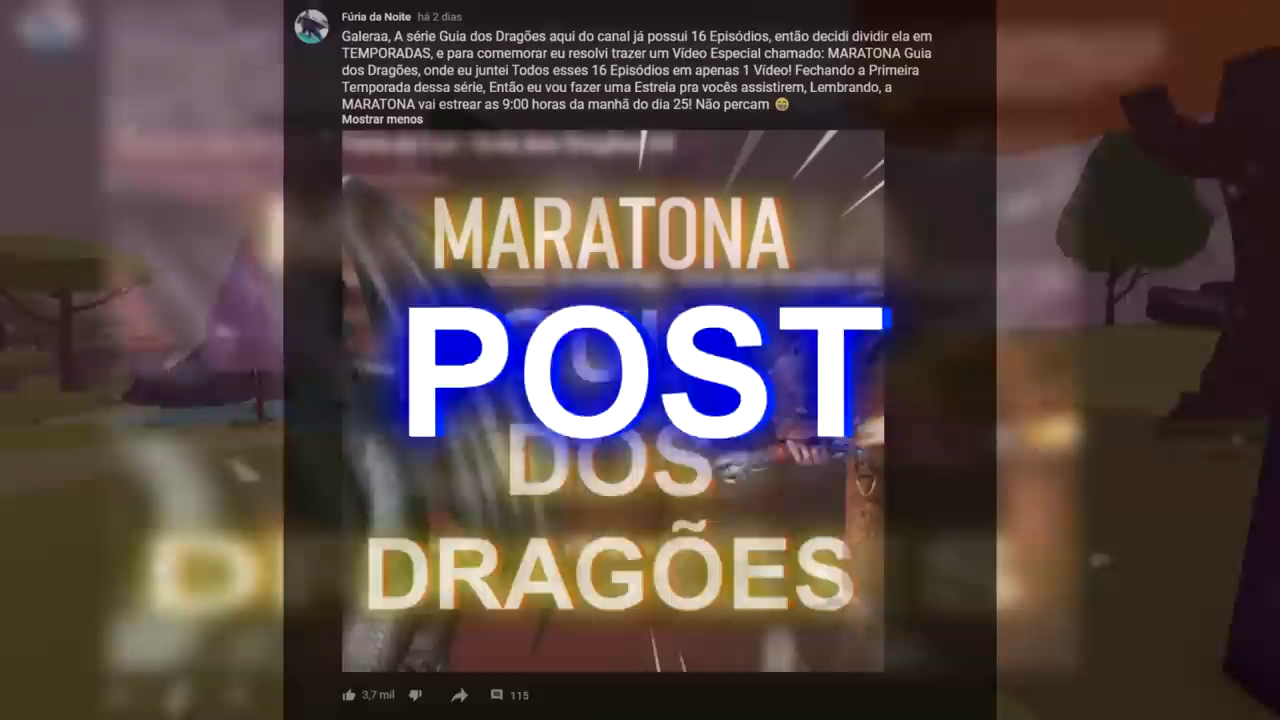 Fúria da Noite há 2 dias
Galeraa, A série Guia dos Dragões aqui do canal já possui 16 Episódios, então decidi dividir ela em
TEMPORADAS, e para comemorar eu resolvi trazer um Vídeo Especial chamado: MARATONA Guia
dos Dragões, onde eu juntei Todos esses 16 Episódios em apenas 1 Vídeo! Fechando a Primeira
Temporada dessa série, Então eu vou fazer uma Estreia pra vocês assistirem, Lembrando, a
MARATONA vai estrear as 9:00 horas da manhã do dia 25! Não percam 😁
Mostrar menos
MARATONA
POST
DOS
DRAGÕES
3,7 mil 115